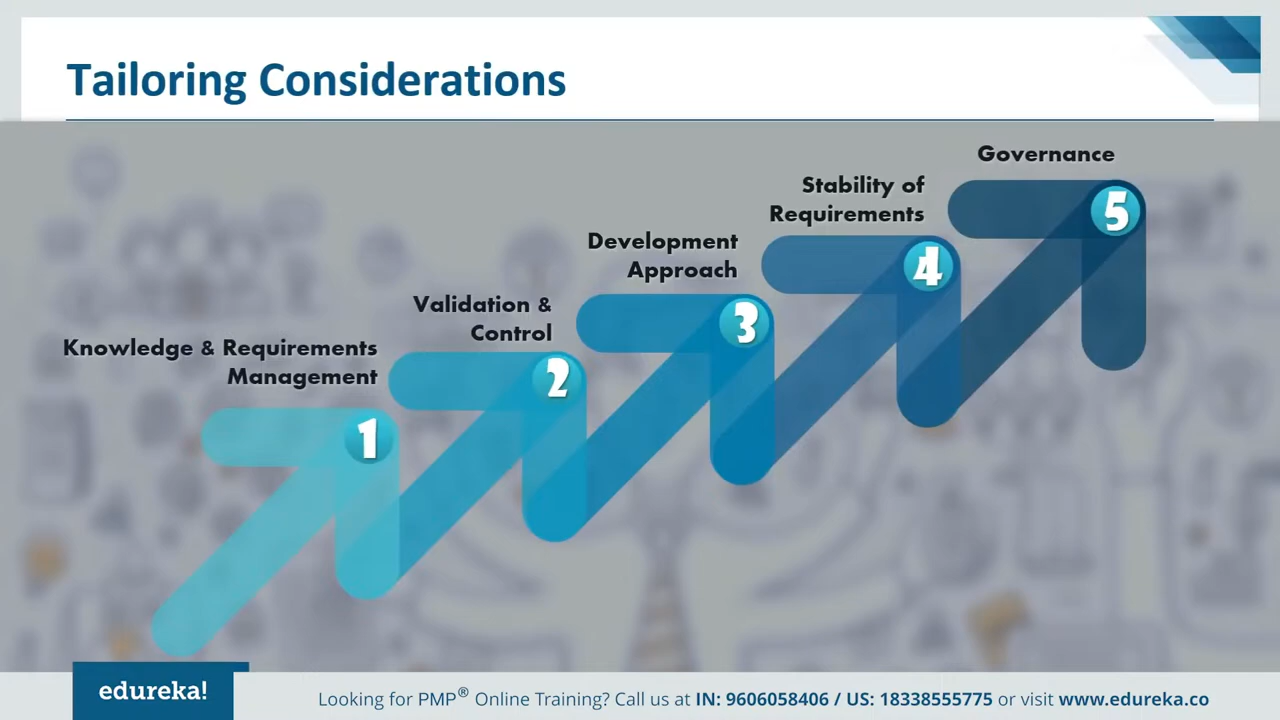 Tailoring Considerations
Governance
5
Stability of
Requirements
4
Development
Approach
3
Validation &
Control
2
Knowledge & Requirements
Management
1
edureka!
Looking for PMP® Online Training? Call us at IN: 9606058406 / US: 18338555775 or visit www.edureka.co